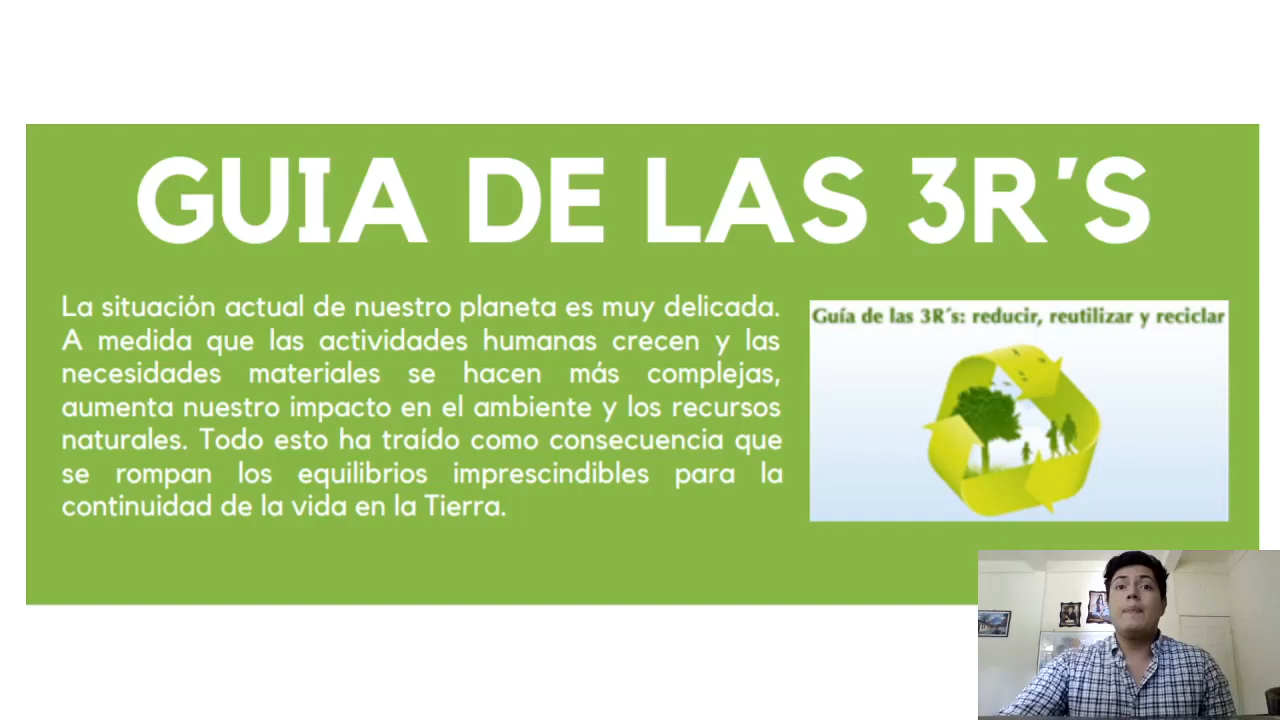 GUIA DE LAS 3R´S
La situación actual de nuestro planeta es muy delicada.
A medida que las actividades humanas crecen y las
necesidades materiales se hacen más complejas,
aumenta nuestro impacto en el ambiente y los recursos
naturales. Todo esto ha traído como consecuencia que
se rompan los equilibrios imprescindibles para la
continuidad de la vida en la Tierra.
Guía de las 3R´s: reducir, reutilizar y reciclar